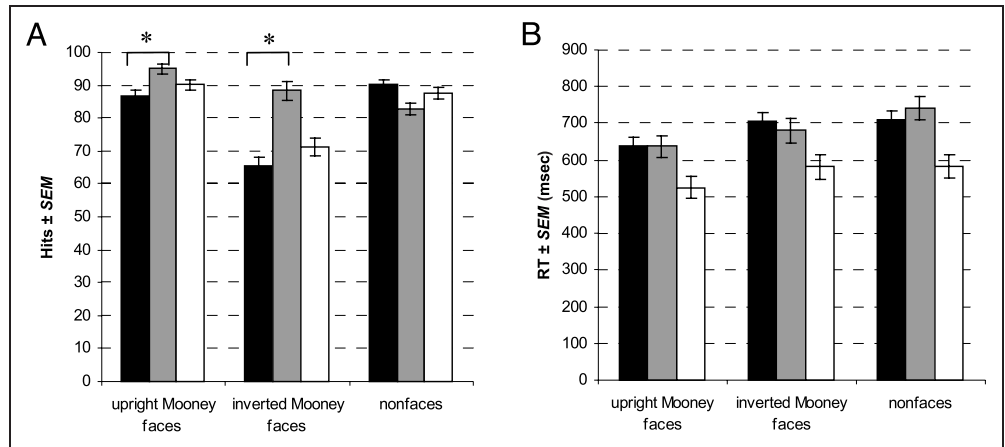 A
Hits ± SEM
100
90
80
70
60
50
40
30
20
10
0
*
*
upright Mooney
faces
inverted Mooney
faces
nonfaces
B
RT ± SEM (msec)
900
800
700
600
500
400
300
200
100
0
upright Mooney
faces
inverted Mooney
faces
nonfaces